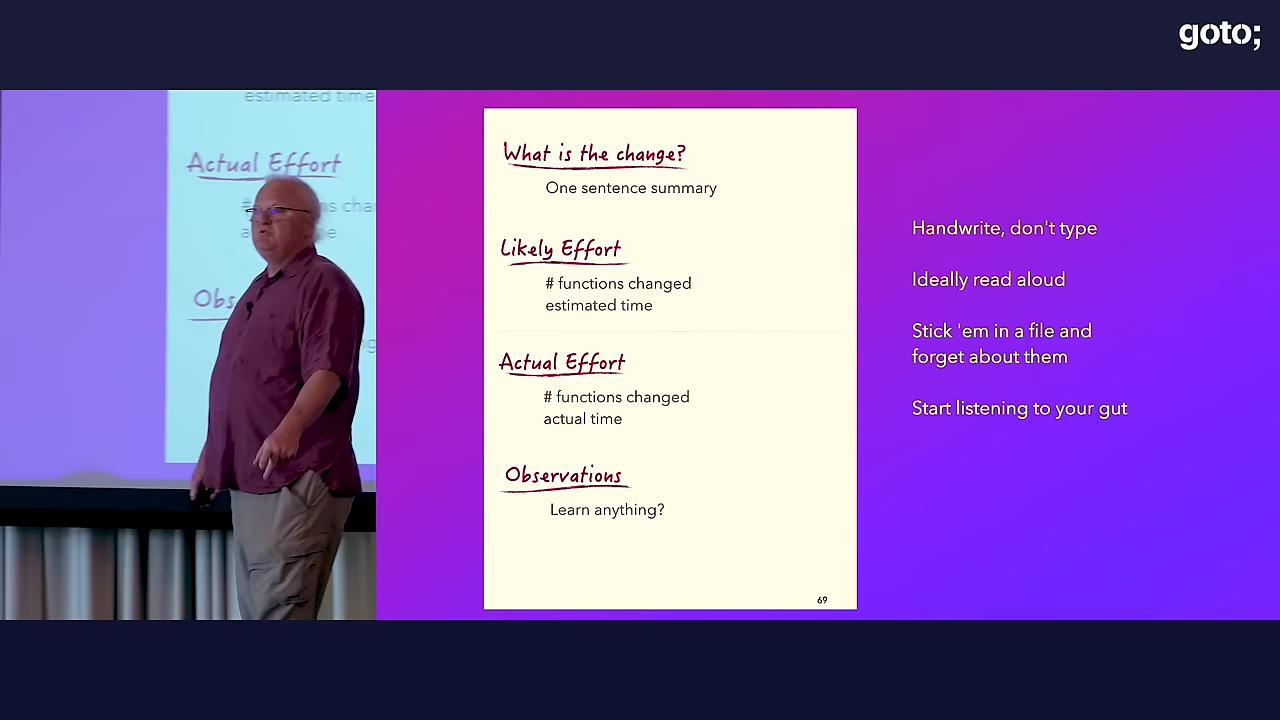 goto;
estimated time
Actual Effort
Obs
What is the change?
One sentence summary
Likely Effort
# functions changed
estimated time
Actual Effort
# functions changed
actual time
Observations
Learn anything?
69
Handwrite, don't type
Ideally read aloud
Stick 'em in a file and
forget about them
Start listening to your gut